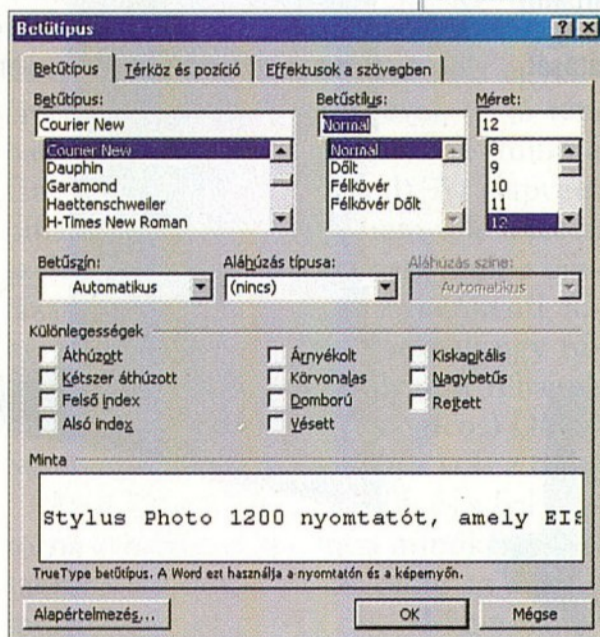 Betűtípus
Betűtípus Térköz és pozíció Effektusok a szövegben
Betűtípus: Betűstílus: Méret:
Courier New Normál 12
Courier New Normál 8
Dauphin Dőlt 9
Garamond Félkövér 10
Haettenschweiler Félkövér Dőlt 11
H-Times New Roman 12
Betűszín: Aláhúzás típusa: Aláhúzás színe:
Automatikus (nincs) Automatikus
Különlegességek
Áthúzott Árnyékolt Kiskapitális
Kétszer áthúzott Körvonalas Nagybetűs
Felső index Domború Rejtett
Alsó index Vésett
Minta
Stylus Photo 1200 nyomtatót, amely EIS
TrueType betűtípus. A Word ezt használja a nyomtatón és a képernyőn.
Alapértelmezés... OK Mégse